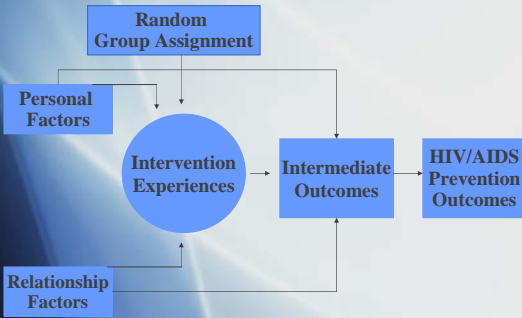 Random
Group Assignment
Personal
Factors
Intervention
Experiences
Intermediate
Outcomes
HIV/AIDS
Prevention
Outcomes
Relationship
Factors